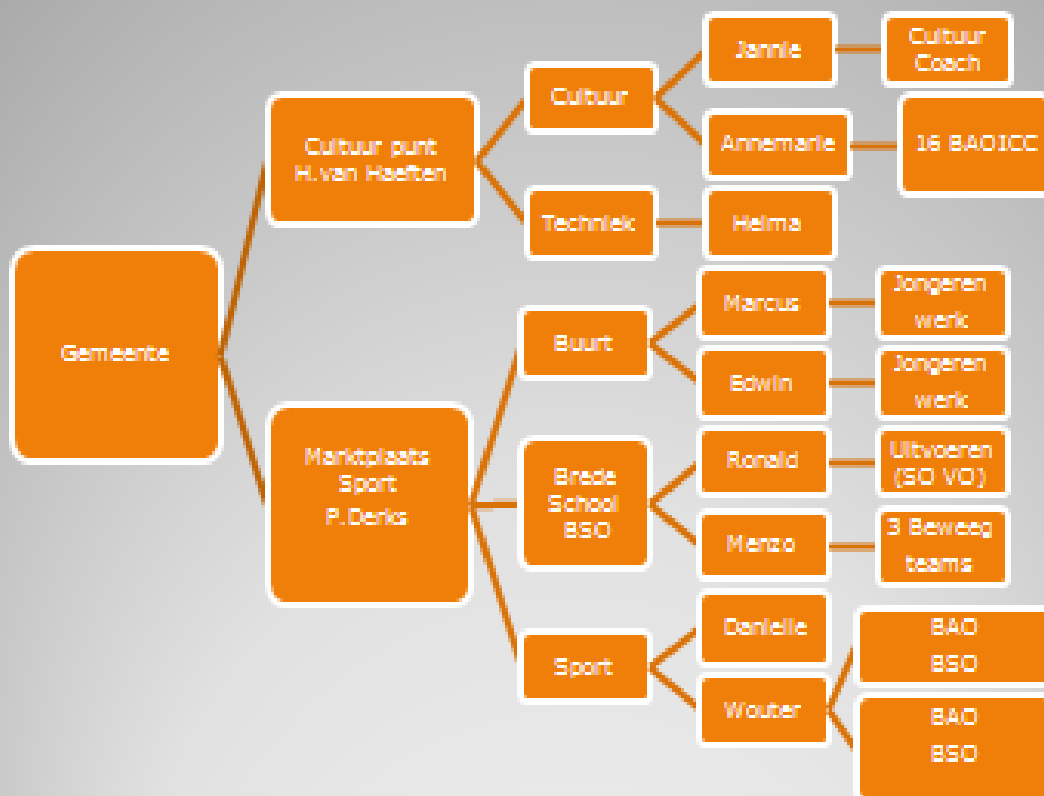 Gemeente
Cultuur punt
H.van Haeften
Cultuur
Jannie
Cultuur
Coach
Annemarie
16 BAOICC
Techniek
Helma
Marktplaats
Sport
P.Derks
Buurt
Marcus
Jongeren
werk
Edwin
Jongeren
werk
Brede
School
BSO
Ronald
Uitvoeren
(SO VO)
Menzo
3 Beweeg
teams
Sport
Danielle
Wouter
BAO
BSO
BAO
BSO